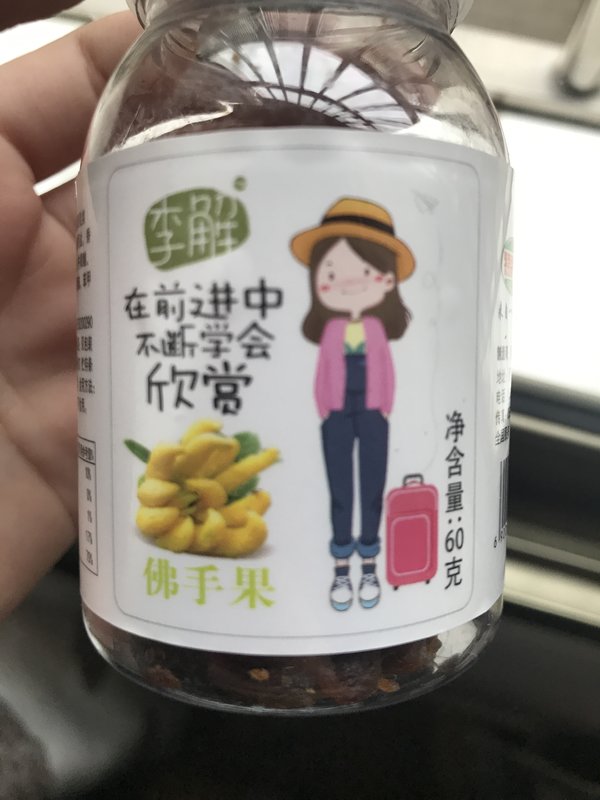 李解
在前进中
不断学会
欣赏
佛手果
净含量:60克